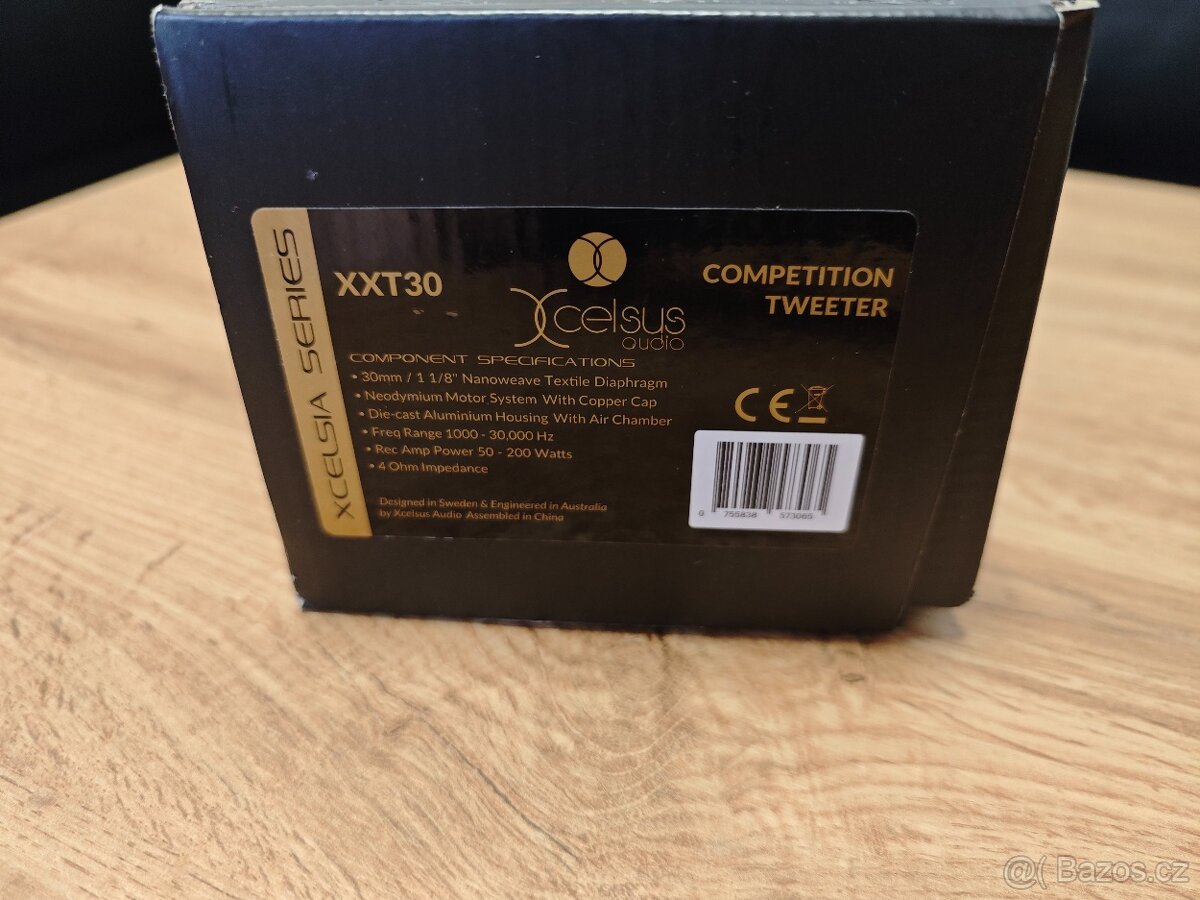 XCELSIA SERIES
XXT30
Xcelsus
audio
COMPETITION
TWEETER
COMPONENT SPECIFICATIONS
• 30mm / 1 1/8" Nanoweave Textile Diaphragm
• Neodymium Motor System With Copper Cap
• Die-cast Aluminium Housing With Air Chamber
• Freq Range 1000 - 30,000 Hz
• Rec Amp Power 50 - 200 Watts
• 4 Ohm Impedance
CE
Designed in Sweden & Engineered in Australia
by Xcelsus Audio Assembled in China
0 755838 573065
@( Bazos.cz